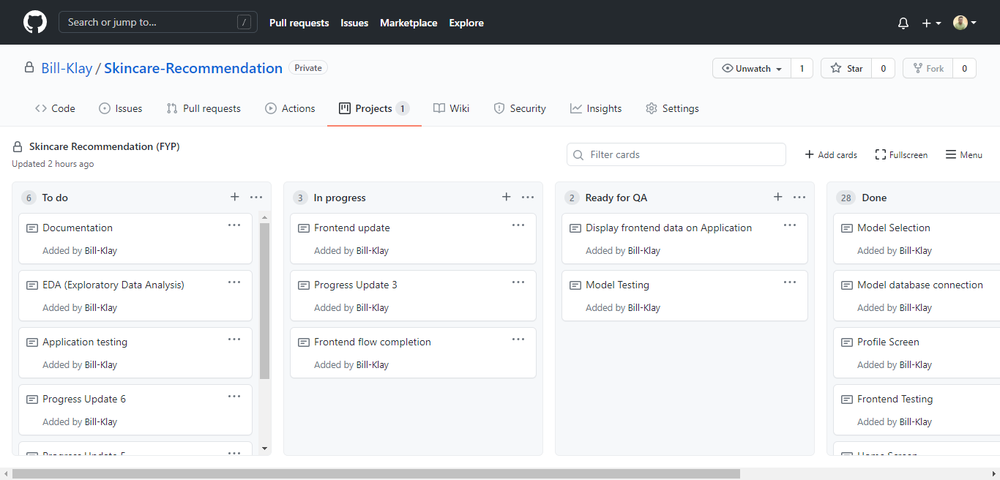 Search or jump to... /
Pull requests Issues Marketplace Explore
Bill-Klay / Skincare-Recommendation Private
Unwatch 1 Star 0 Fork 0
Code Issues Pull requests Actions Projects 1 Wiki Security Insights Settings
Skincare Recommendation (FYP)
Updated 2 hours ago
Filter cards
Add cards Fullscreen Menu
6 To do
Documentation
Added by Bill-Klay
EDA (Exploratory Data Analysis)
Added by Bill-Klay
Application testing
Added by Bill-Klay
Progress Update 6
Added by Bill-Klay
Progress Update 5
3 In progress
Frontend update
Added by Bill-Klay
Progress Update 3
Added by Bill-Klay
Frontend flow completion
Added by Bill-Klay
2 Ready for QA
Display frontend data on Application
Added by Bill-Klay
Model Testing
Added by Bill-Klay
28 Done
Model Selection
Added by Bill-Klay
Model database connection
Added by Bill-Klay
Profile Screen
Added by Bill-Klay
Frontend Testing
Added by Bill-Klay
Home Screen